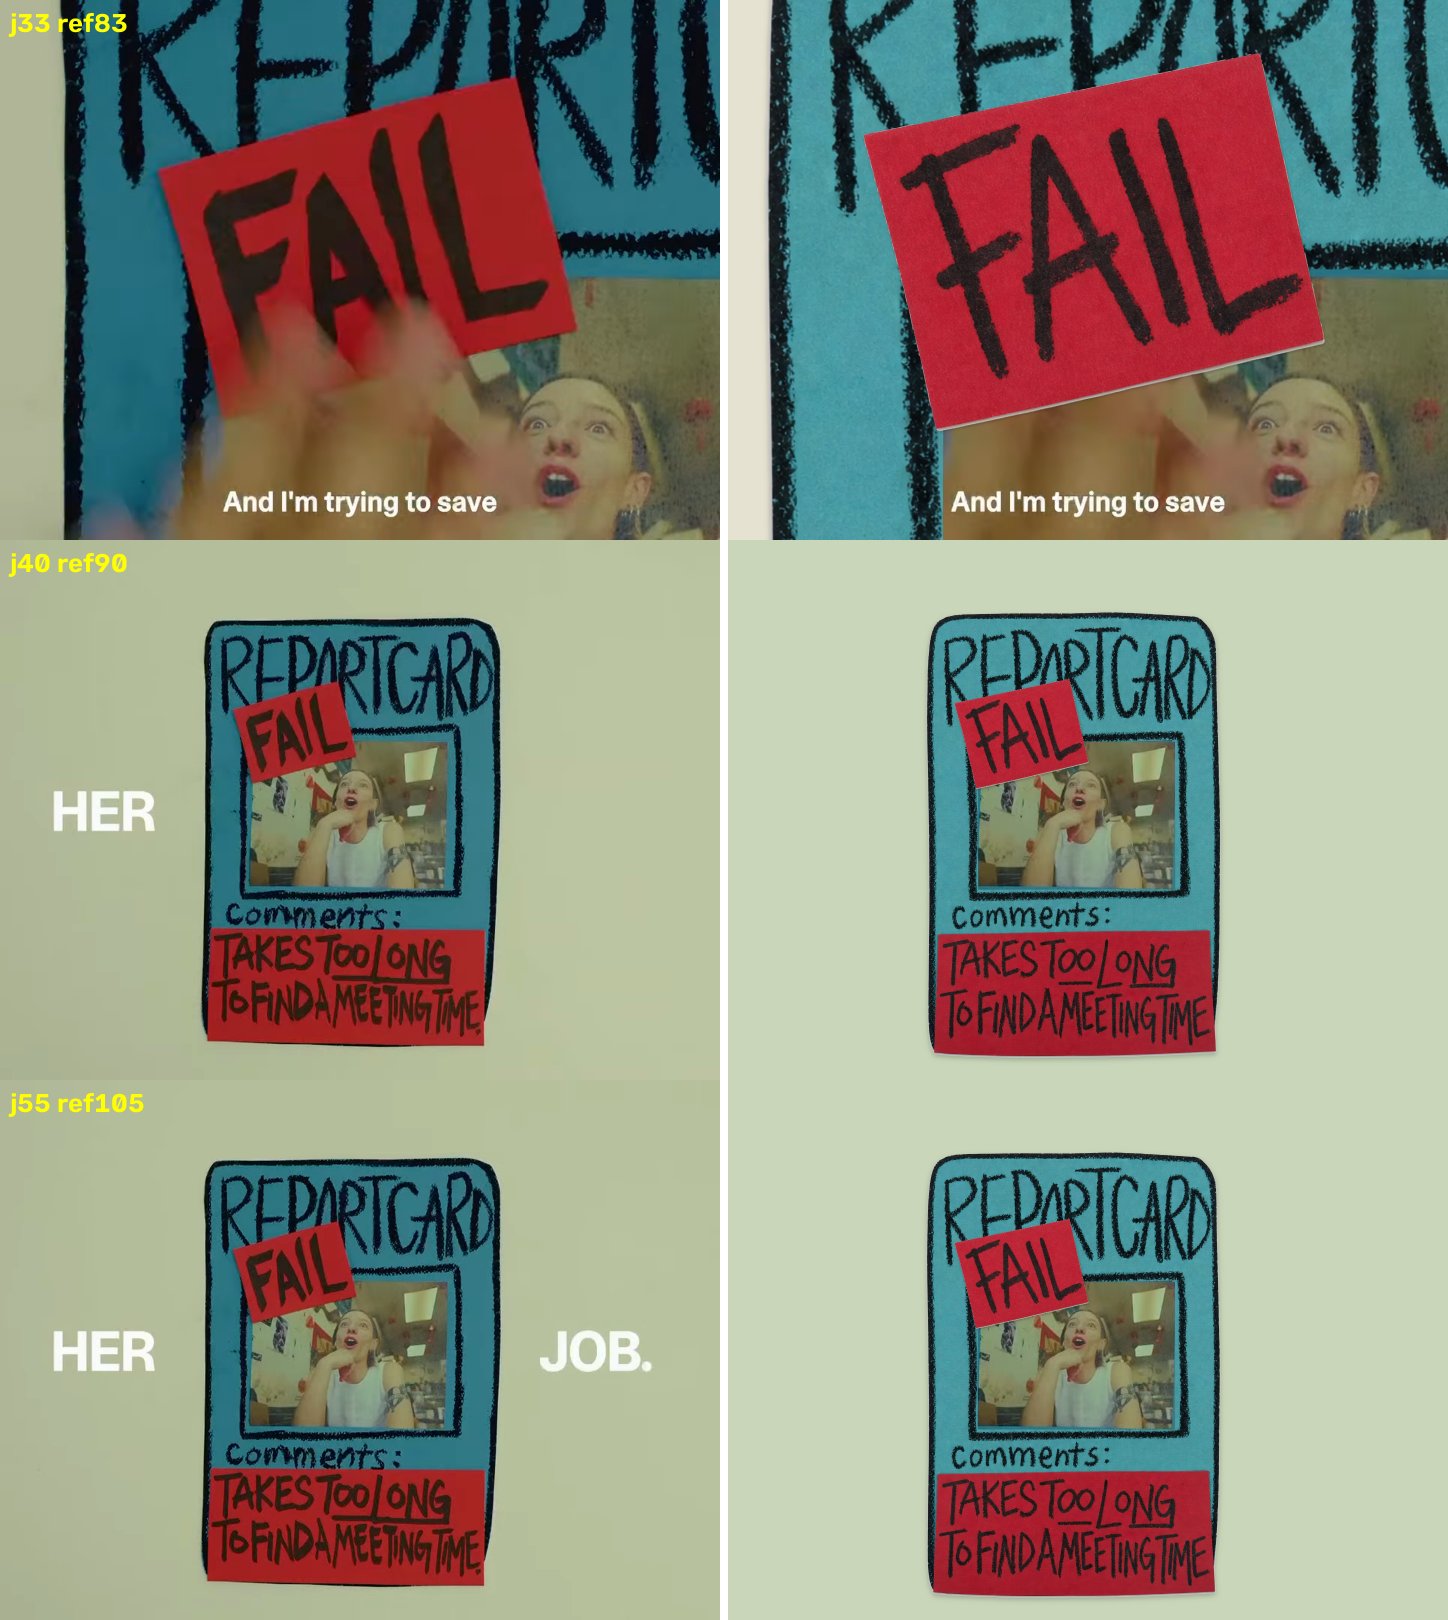 j33 ref83
REPORTC
FAIL
And I'm trying to save
REPORTC
FAIL
And I'm trying to save
j40 ref90
REPORTCARD
FAIL
HER
Comments:
TAKES TOO LONG
TO FIND A MEETING TIME.
REPORTCARD
FAIL
Comments:
TAKES TOO LONG
TO FIND A MEETING TIME
j55 ref105
REPORTCARD
FAIL
HER
JOB.
Comments:
TAKES TOO LONG
TO FIND A MEETING TIME.
REPORTCARD
FAIL
Comments:
TAKES TOO LONG
TO FIND A MEETING TIME